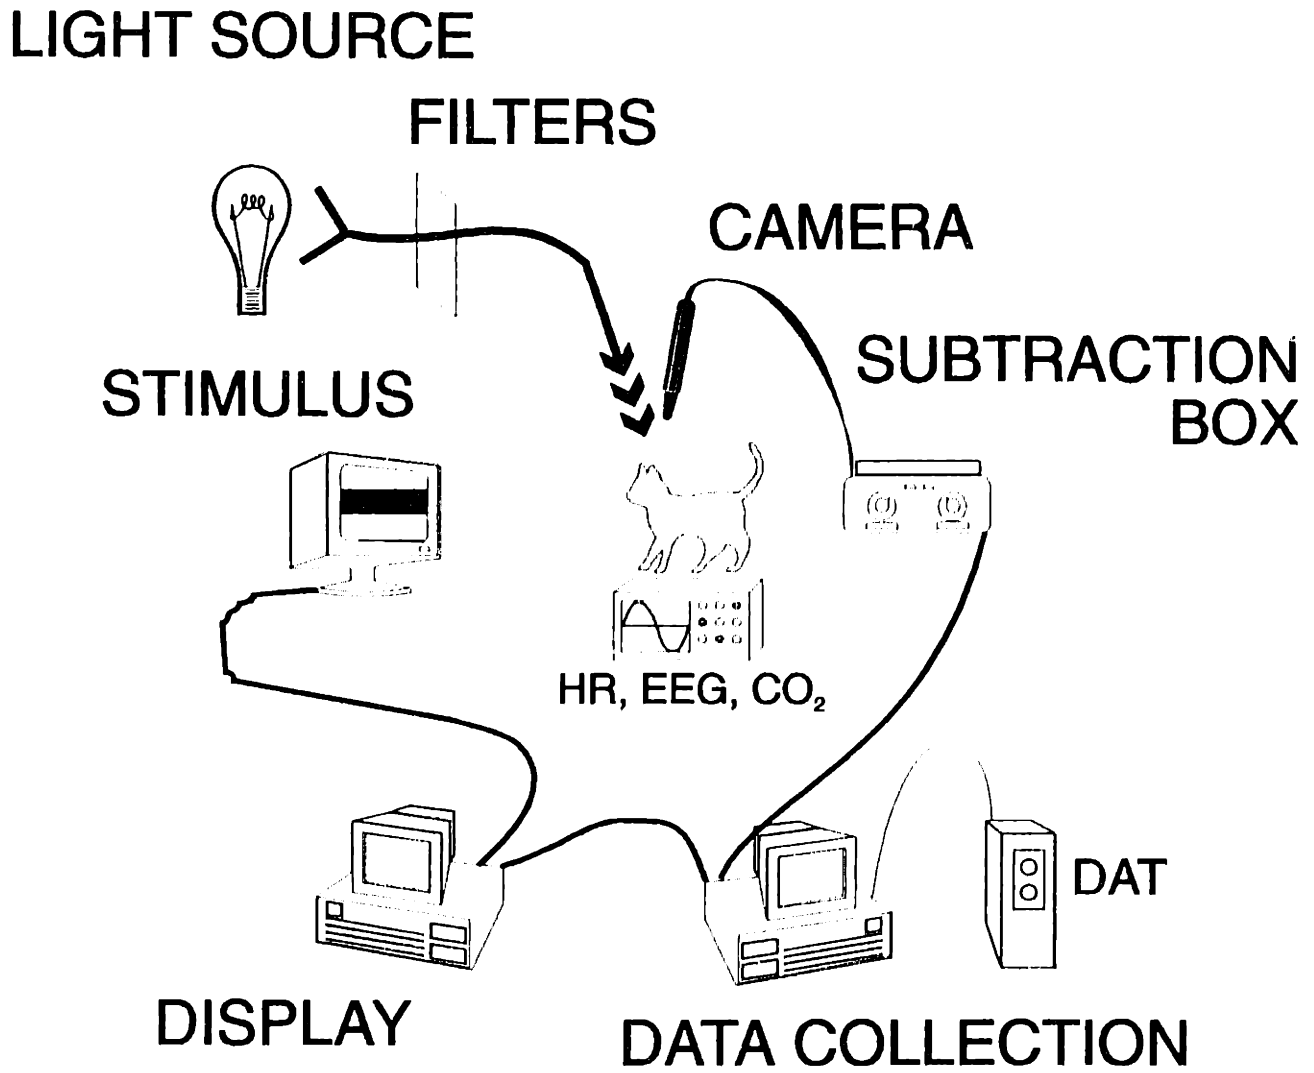 LIGHT SOURCE
FILTERS
CAMERA
SUBTRACTION
BOX
STIMULUS
HR, EEG, CO₂
DAT
DISPLAY
DATA COLLECTION